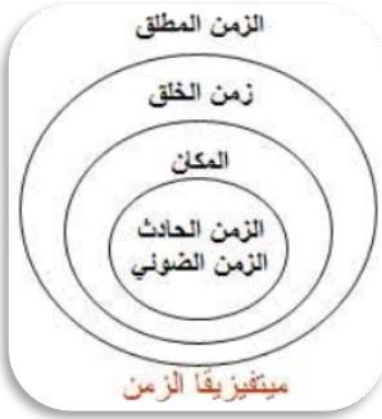 الزمن المطلق
زمن الخلق
المكان
الزمن الحادث
الزمن الضوئي
ميتفيزيقا الزمن